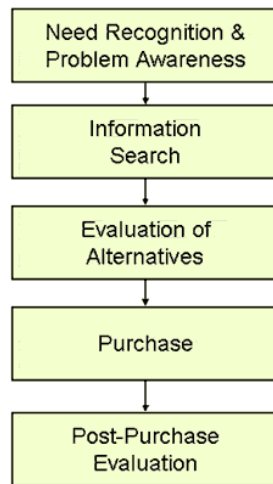 Need Recognition &
Problem Awareness
Information
Search
Evaluation of
Alternatives
Purchase
Post-Purchase
Evaluation